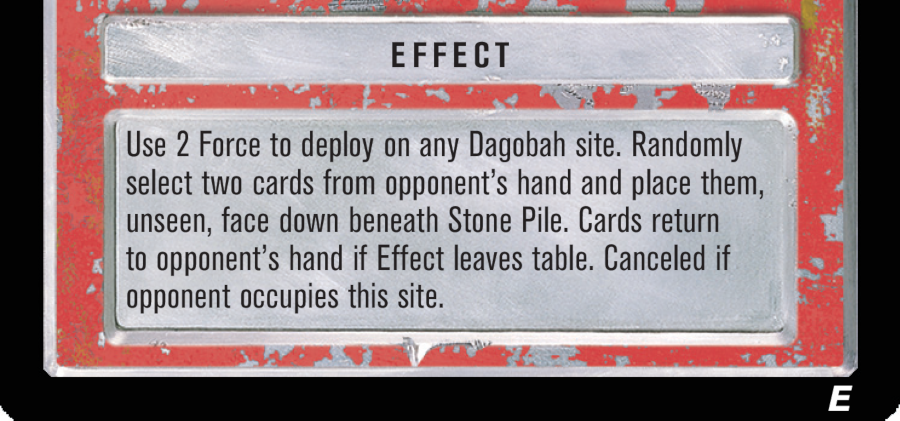 EFFECT
Use 2 Force to deploy on any Dagobah site. Randomly
select two cards from opponent's hand and place them,
unseen, face down beneath Stone Pile. Cards return
to opponent's hand if Effect leaves table. Canceled if
opponent occupies this site.
E